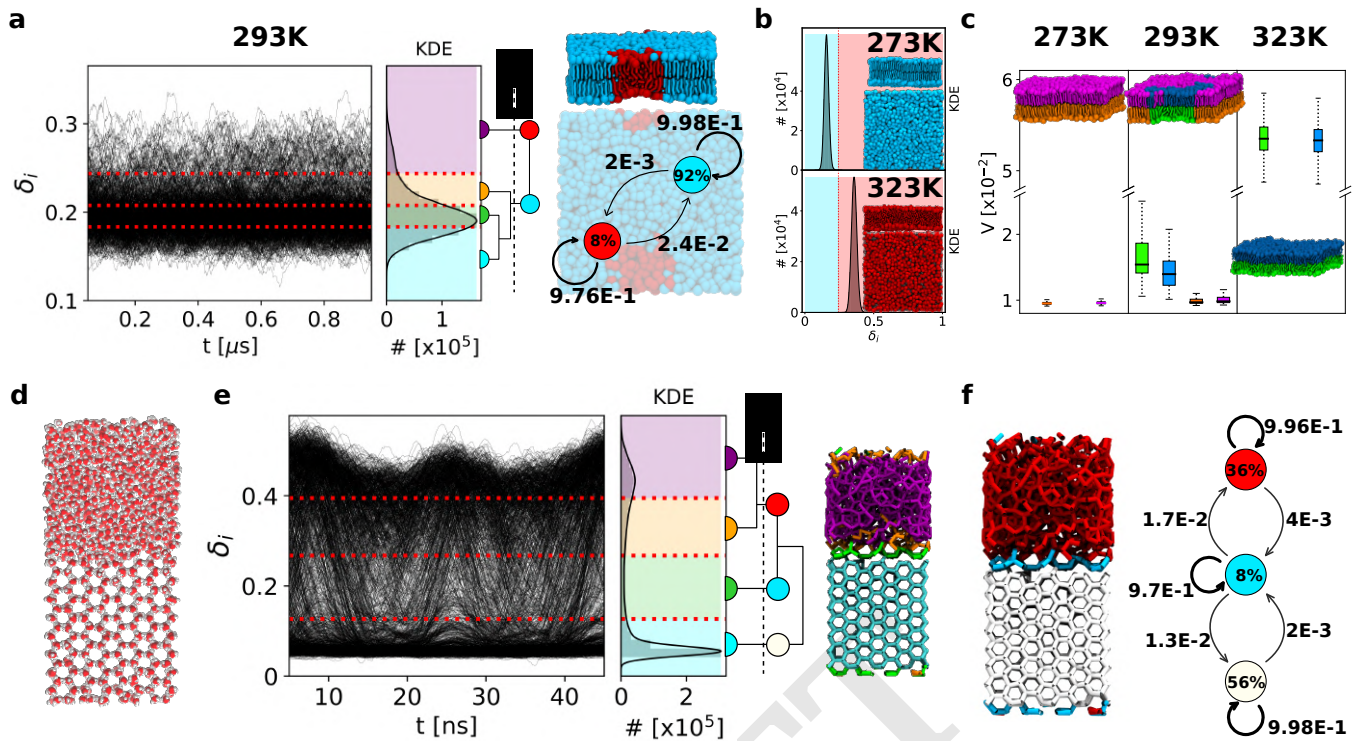 a
293K
KDE
δi
0.3
0.2
0.1
0.2
0.4
0.6
0.8
t [μs]
0
1
# [x10⁵]
9.98E-1
2E-3
92%
8%
2.4E-2
9.76E-1
b
273K
# [x10⁴]
4
2
0
KDE
323K
# [x10⁴]
4
2
0
KDE
0
0.5
1
δi
c
273K
293K
323K
V [x10⁻²]
6
5
2
1
d
e
KDE
δi
0.4
0.2
0
10
20
30
40
t [ns]
0
2
# [x10⁵]
f
9.96E-1
36%
1.7E-2
4E-3
8%
9.7E-1
1.3E-2
2E-3
56%
9.98E-1